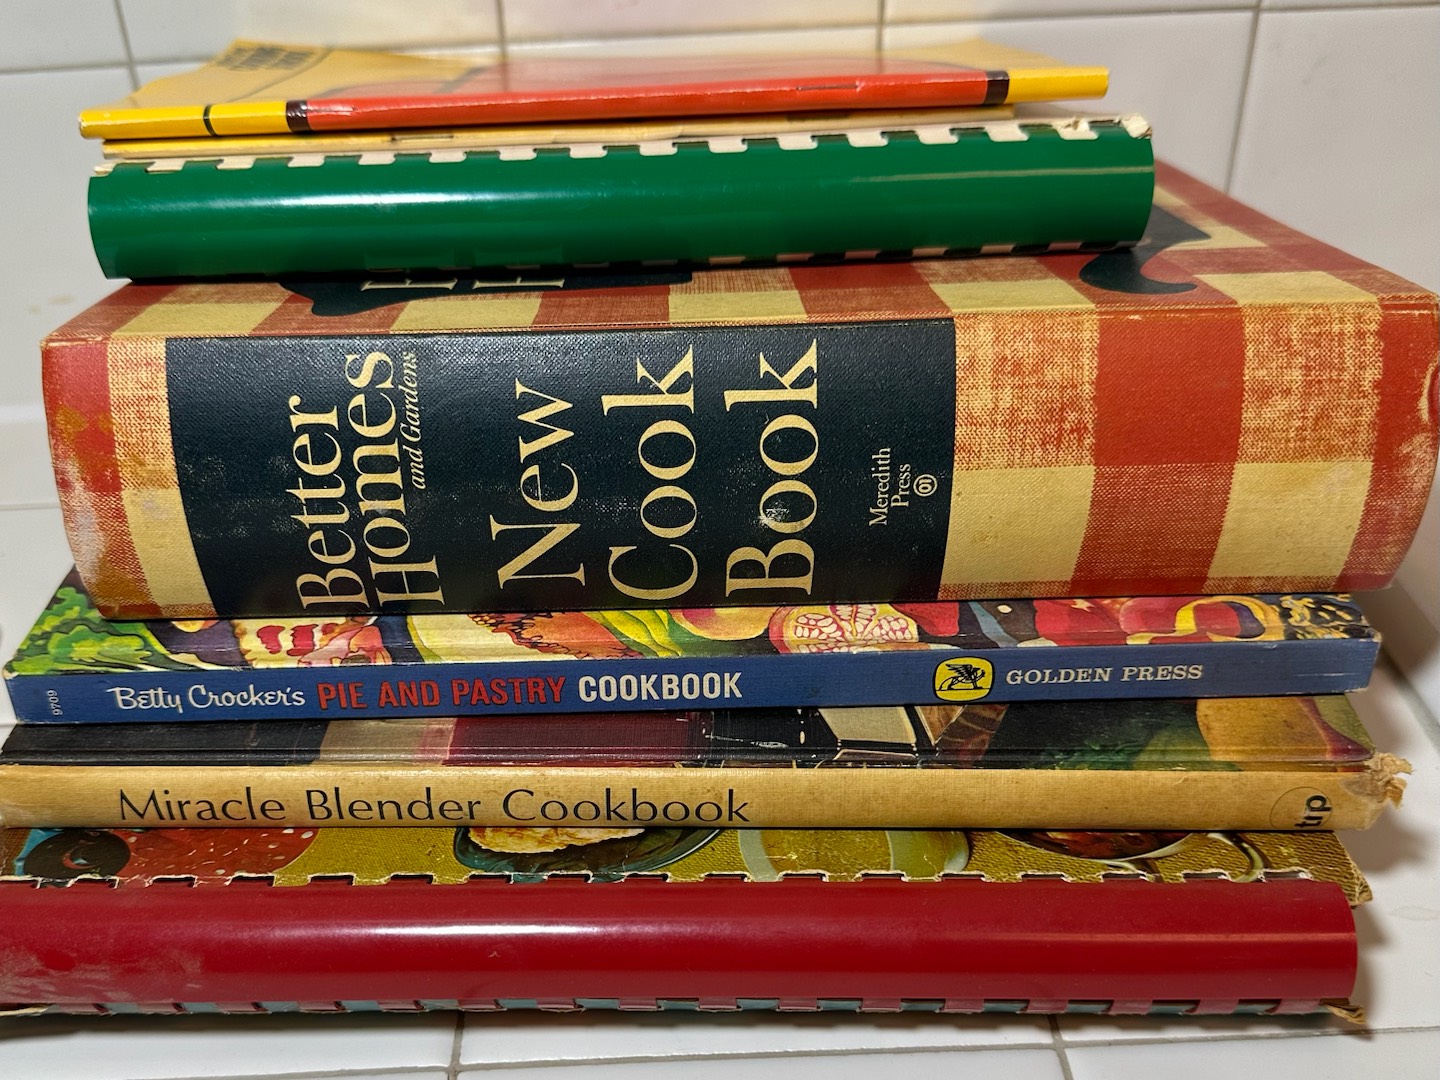 Better
Homes
and Gardens
New
Cook
Book
Meredith
Press
9709
Betty Crocker's PIE AND PASTRY COOKBOOK
GOLDEN PRESS
Miracle Blender Cookbook
trp